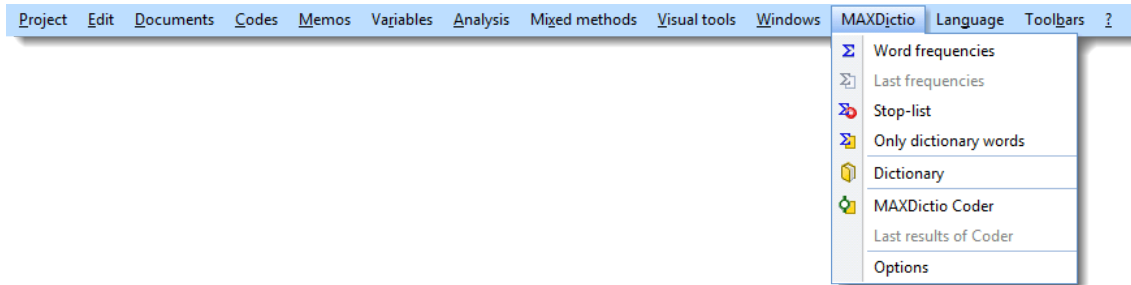 Project Edit Documents Codes Memos Variables Analysis Mixed methods Visual tools Windows MAXDictio Language Toolbars ?
Word frequencies
Last frequencies
Stop-list
Only dictionary words
Dictionary
MAXDictio Coder
Last results of Coder
Options